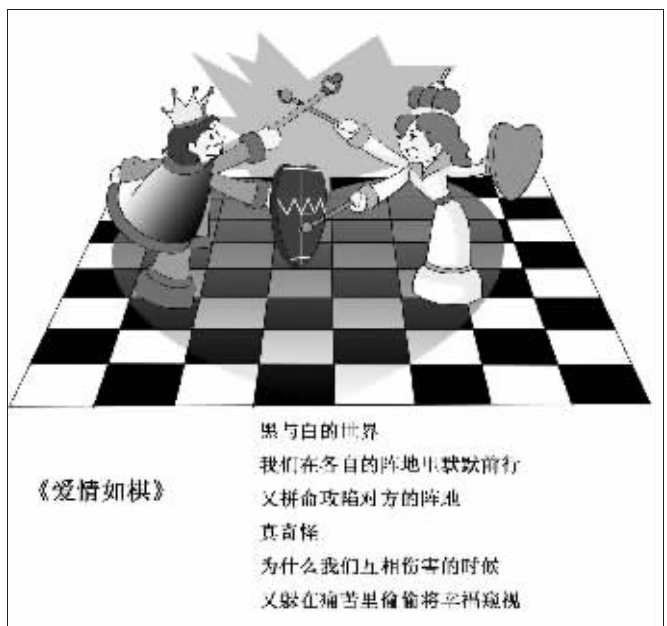 《爱情如棋》
黑与白的世界
我们在各自的阵地里默默前行
又拼命攻陷对方的阵地
真奇怪
为什么我们互相伤害的时候
又躲在痛苦里偷偷将幸福窥视